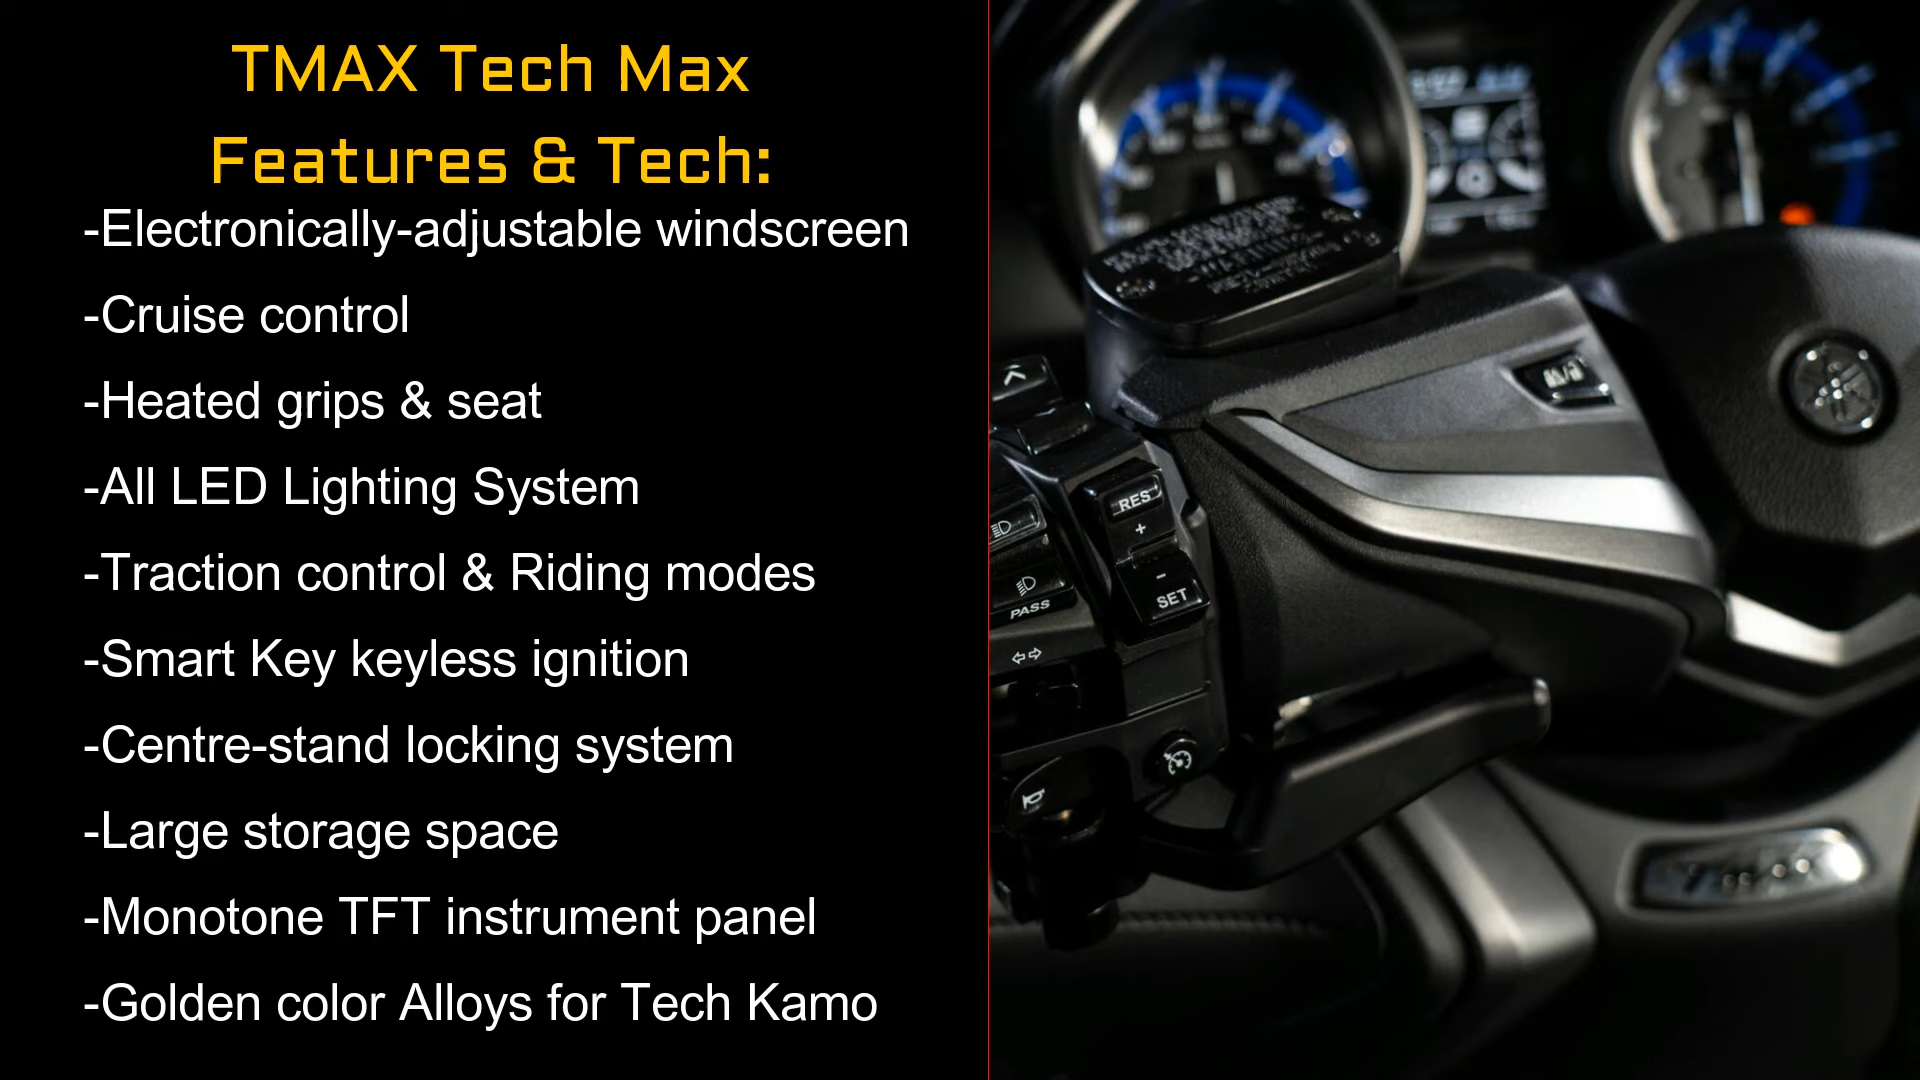 TMAX Tech Max
Features & Tech:
-Electronically-adjustable windscreen
-Cruise control
-Heated grips & seat
-All LED Lighting System
-Traction control & Riding modes
-Smart Key keyless ignition
-Centre-stand locking system
-Large storage space
-Monotone TFT instrument panel
-Golden color Alloys for Tech Kamo
RES
+
-
SET
PASS